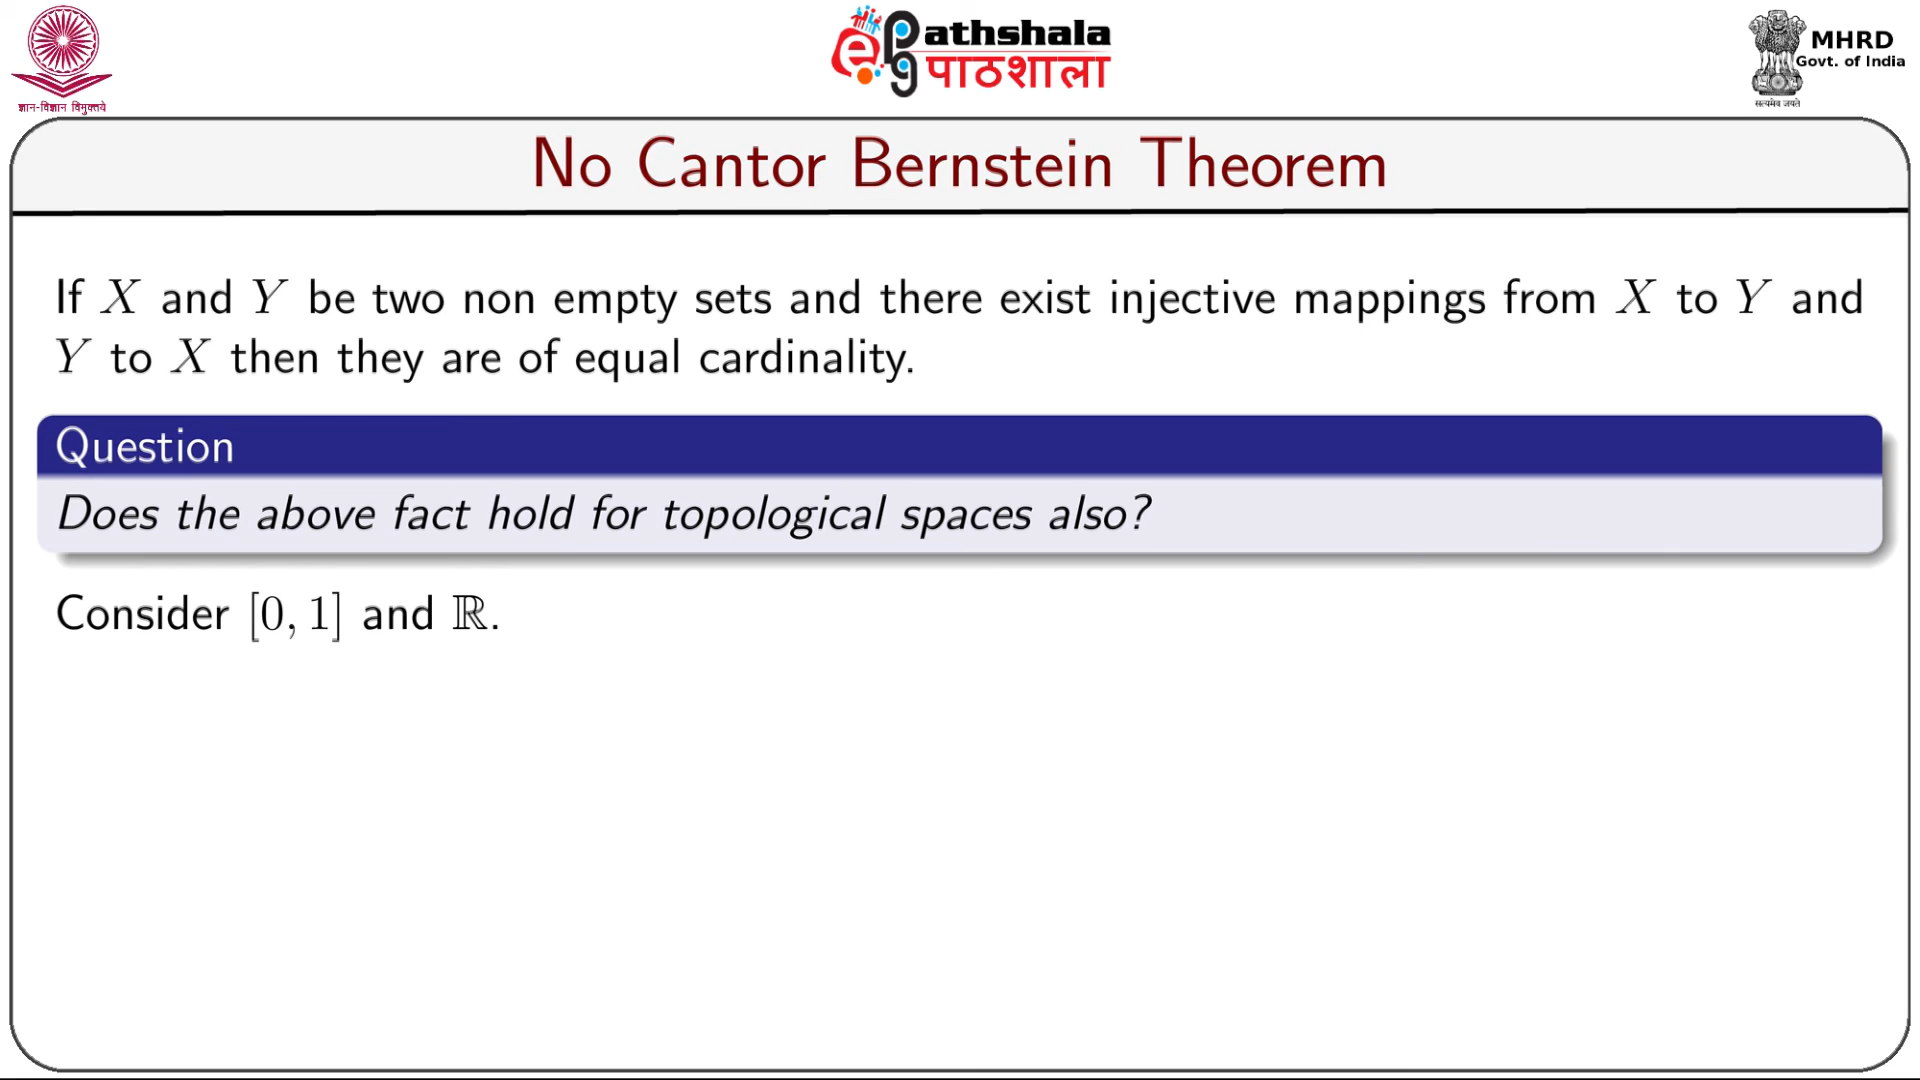 ज्ञान-विज्ञान विमुक्तये
ePG Pathshala
पाठशाला
MHRD
Govt. of India
सत्यमेव जयते
No Cantor Bernstein Theorem
If X and Y be two non empty sets and there exist injective mappings from X to Y and
Y to X then they are of equal cardinality.
Question
Does the above fact hold for topological spaces also?
Consider [0, 1] and ℝ.